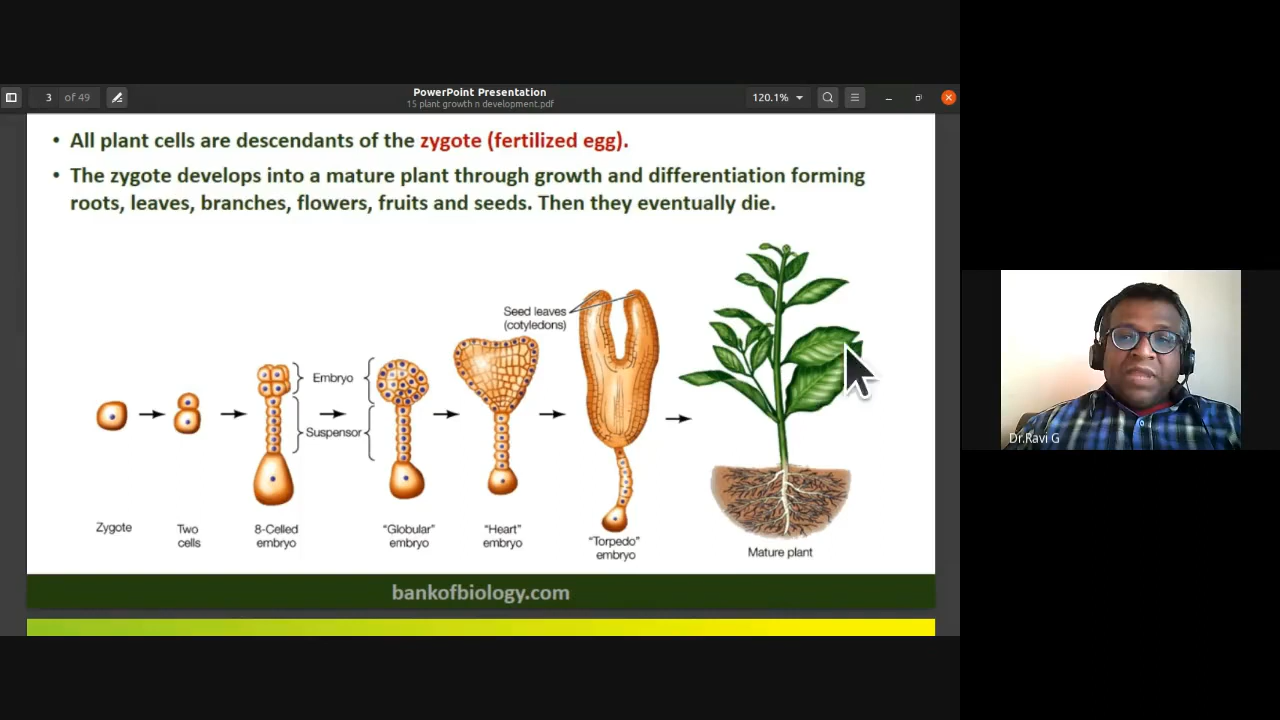 PowerPoint Presentation
3 of 49
15 plant growth n development.pdf
120.1%
• All plant cells are descendants of the zygote (fertilized egg).
• The zygote develops into a mature plant through growth and differentiation forming
roots, leaves, branches, flowers, fruits and seeds. Then they eventually die.
Seed leaves
(cotyledons)
Embryo
Suspensor
Zygote
Two
cells
8-Celled
embryo
“Globular”
embryo
“Heart”
embryo
“Torpedo”
embryo
Mature plant
bankofbiology.com
Dr.Ravi G